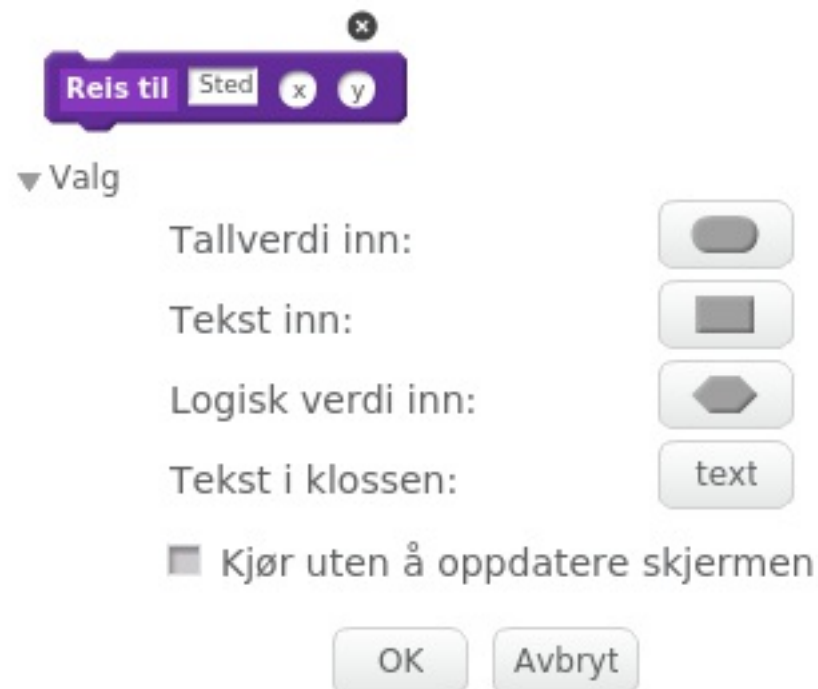 Reis til Sted x y
Valg
Tallverdi inn:
Tekst inn:
Logisk verdi inn:
Tekst i klossen: text
Kjør uten å oppdatere skjermen
OK Avbryt